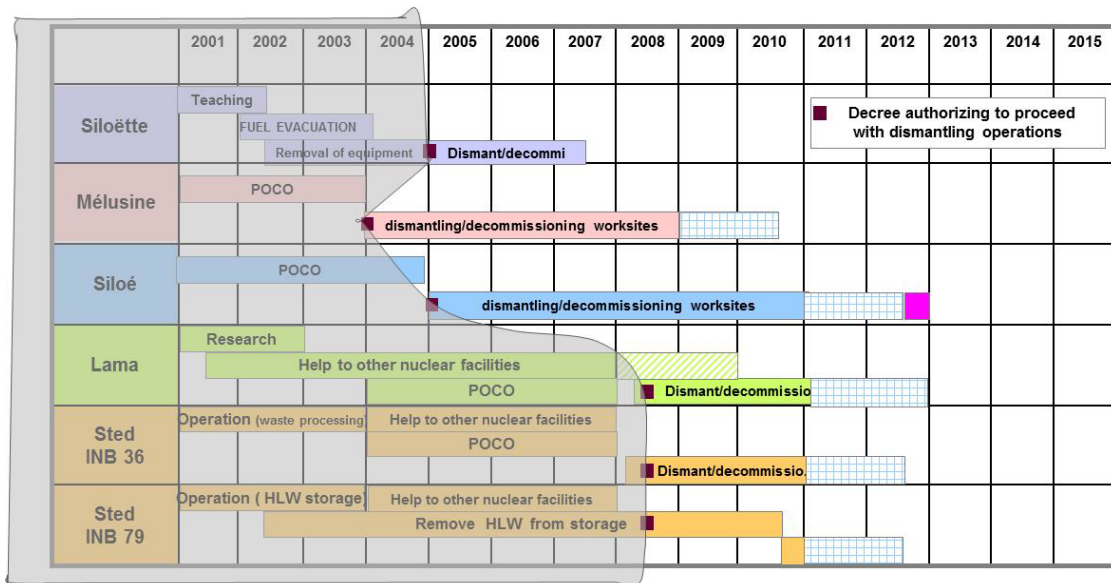 2001 2002 2003 2004 2005 2006 2007 2008 2009 2010 2011 2012 2013 2014 2015
Siloëtte
Teaching
FUEL EVACUATION
Removal of equipment
Dismant/decommi
Decree authorizing to proceed
with dismantling operations
Mélusine
POCO
dismantling/decommissioning worksites
Siloé
POCO
dismantling/decommissioning worksites
Lama
Research
Help to other nuclear facilities
POCO
Dismant/decommissio
Sted
INB 36
Operation (waste processing)
Help to other nuclear facilities
POCO
Dismant/decommissio.
Sted
INB 79
Operation ( HLW storage)
Help to other nuclear facilities
Remove HLW from storage